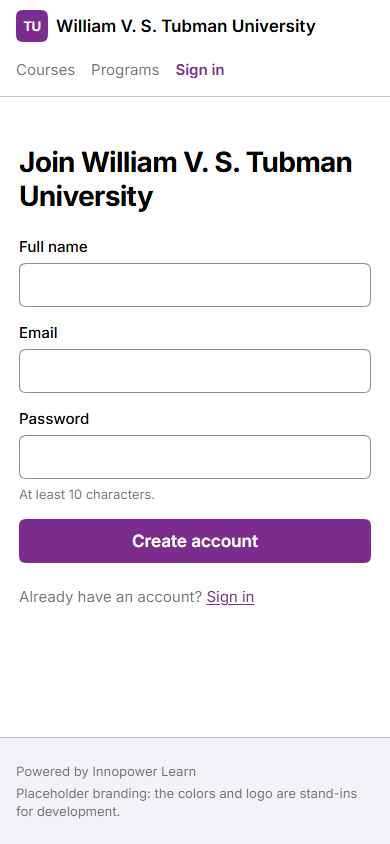 TU
William V. S. Tubman University
Courses
Programs
Sign in
Join William V. S. Tubman
University
Full name
Email
Password
At least 10 characters.
Create account
Already have an account? Sign in
Powered by Innopower Learn
Placeholder branding: the colors and logo are stand-ins
for development.